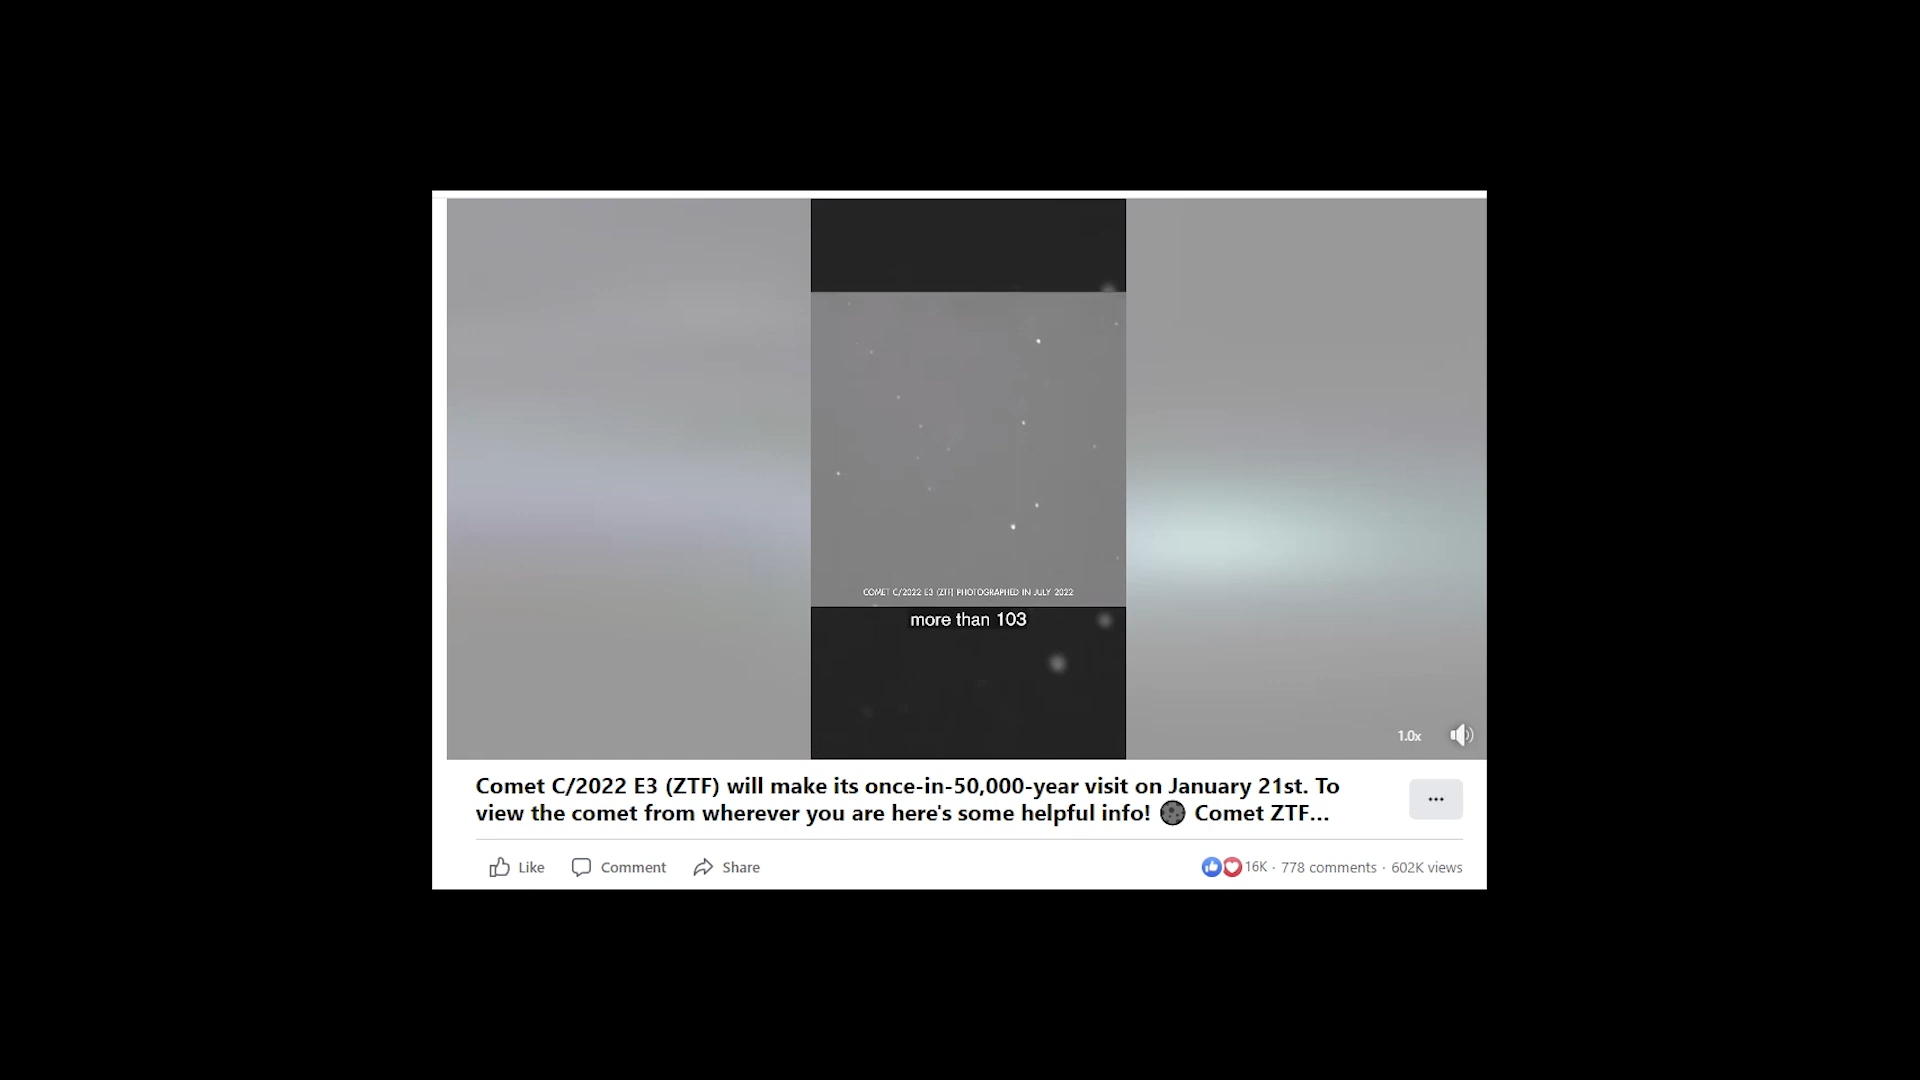 COMET C/2022 E3 (ZTF) PHOTOGRAPHED IN JULY 2022
more than 103
1.0x
Comet C/2022 E3 (ZTF) will make its once-in-50,000-year visit on January 21st. To
view the comet from wherever you are here's some helpful info! 🌑 Comet ZTF...
Like Comment Share 16K · 778 comments · 602K views